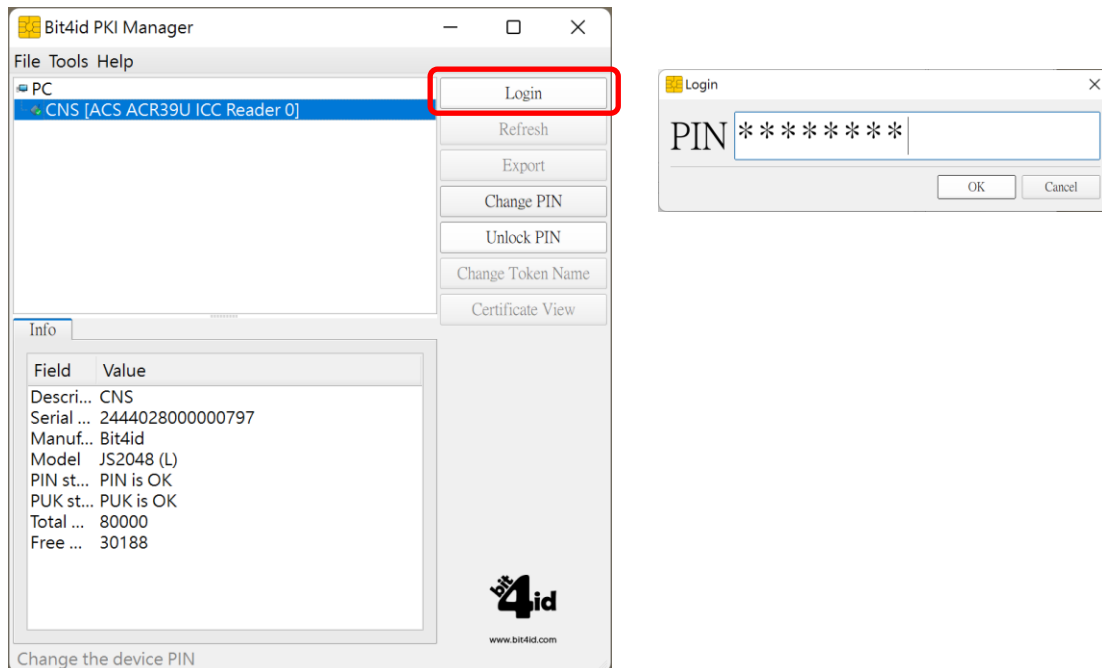 Bit4id PKI Manager
File Tools Help
PC
CNS [ACS ACR39U ICC Reader 0]
Login
Refresh
Export
Change PIN
Unlock PIN
Change Token Name
Certificate View
Info
Field Value
Descri... CNS
Serial ... 2444028000000797
Manuf... Bit4id
Model JS2048 (L)
PIN st... PIN is OK
PUK st... PUK is OK
Total ... 80000
Free ... 30188
bit4id
www.bit4id.com
Change the device PIN
Login
PIN ********
OK Cancel